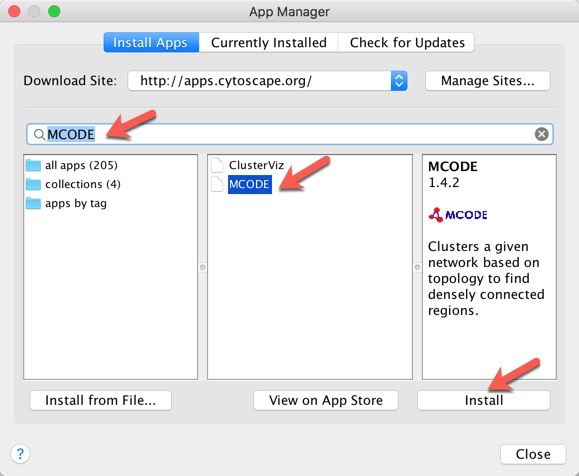 App Manager
Install Apps
Currently Installed
Check for Updates
Download Site:
http://apps.cytoscape.org/
Manage Sites...
MCODE
all apps (205)
collections (4)
apps by tag
ClusterViz
MCODE
MCODE
1.4.2
MCODE
Clusters a given
network based on
topology to find
densely connected
regions.
Install from File...
View on App Store
Install
?
Close